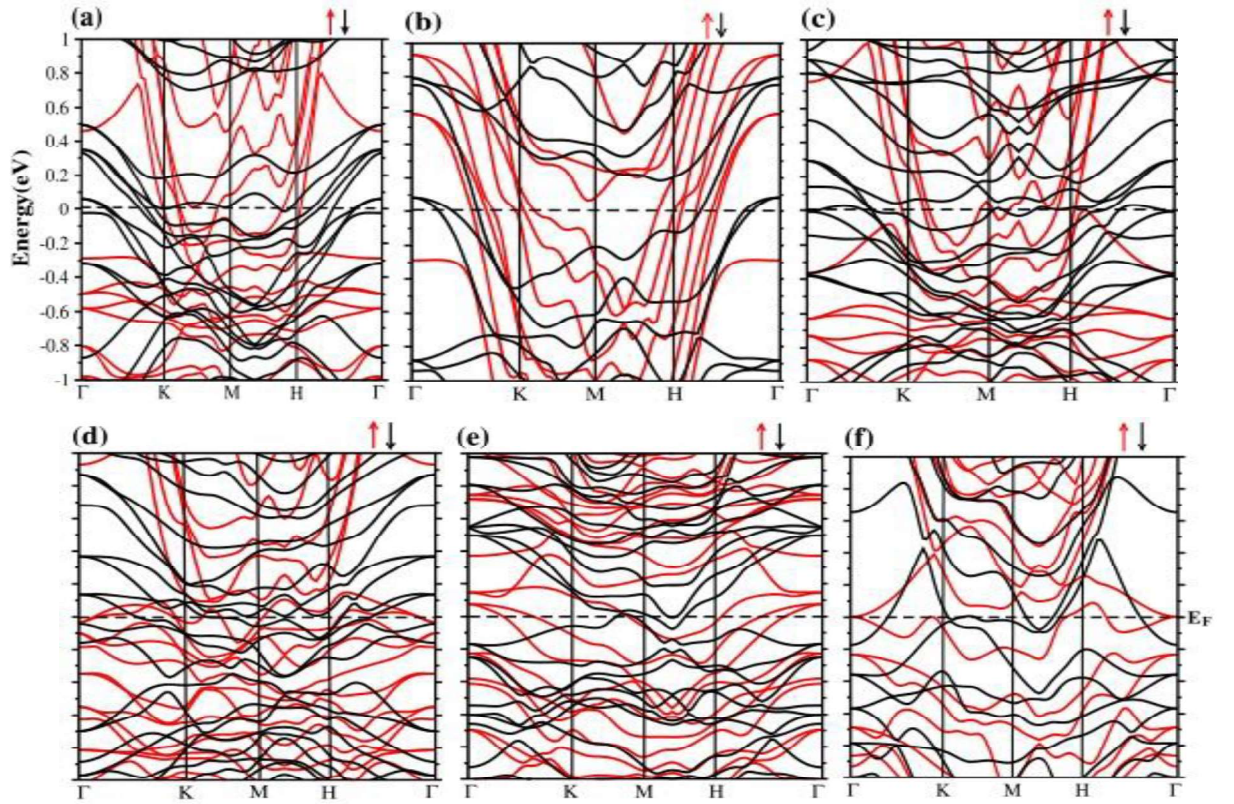 (a) ↑↓
(b) ↑↓
(c) ↑↓
Energy(eV)
1
0.8
0.6
0.4
0.2
0
-0.2
-0.4
-0.6
-0.8
-1
Γ K M H Γ
Γ K M H Γ
Γ K M H Γ
(d) ↑↓
(e) ↑↓
(f) ↑↓
E_F
Γ K M H Γ
Γ K M H Γ
Γ K M H Γ